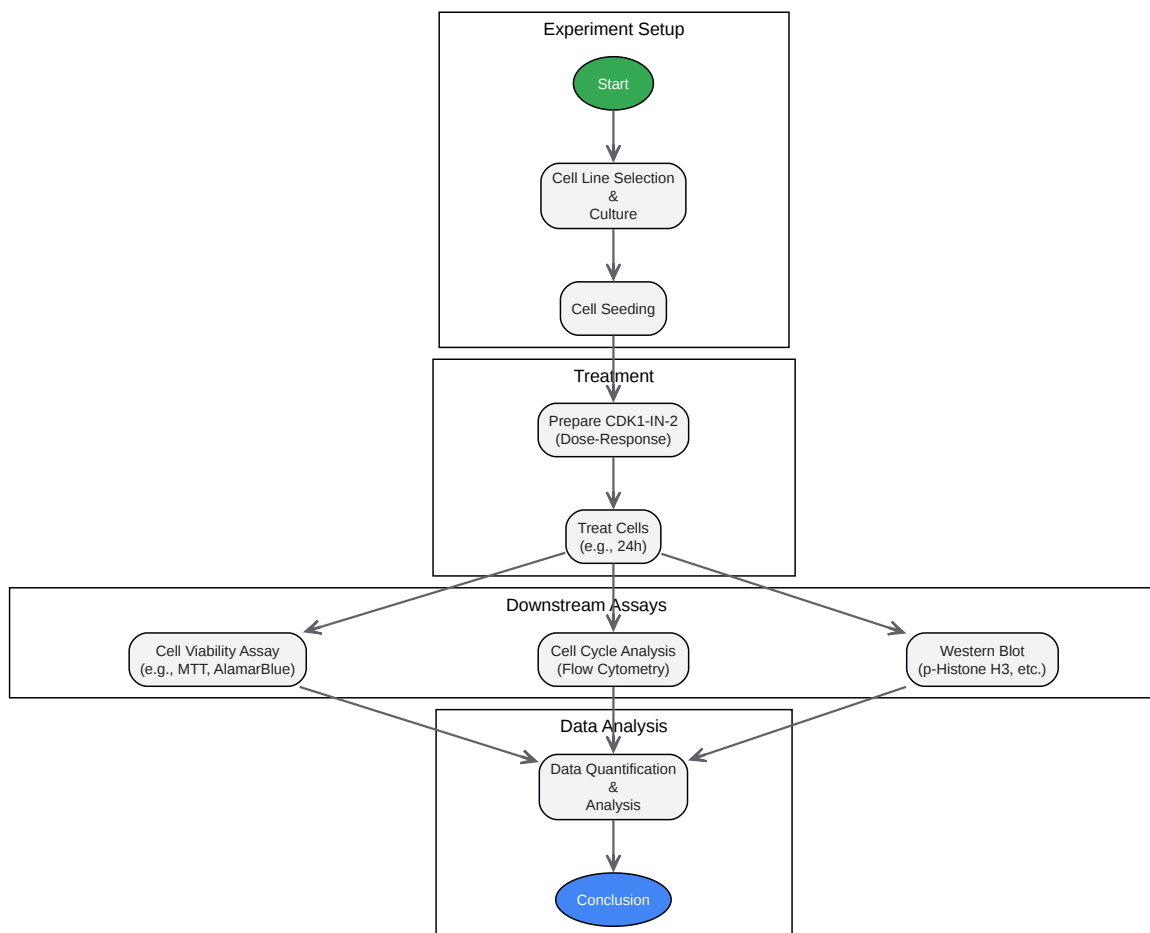 Experiment Setup
Start
Cell Line Selection
&
Culture
Cell Seeding
Treatment
Prepare CDK1-IN-2
(Dose-Response)
Treat Cells
(e.g., 24h)
Downstream Assays
Cell Viability Assay
(e.g., MTT, AlamarBlue)
Cell Cycle Analysis
(Flow Cytometry)
Western Blot
(p-Histone H3, etc.)
Data Analysis
Data Quantification
&
Analysis
Conclusion